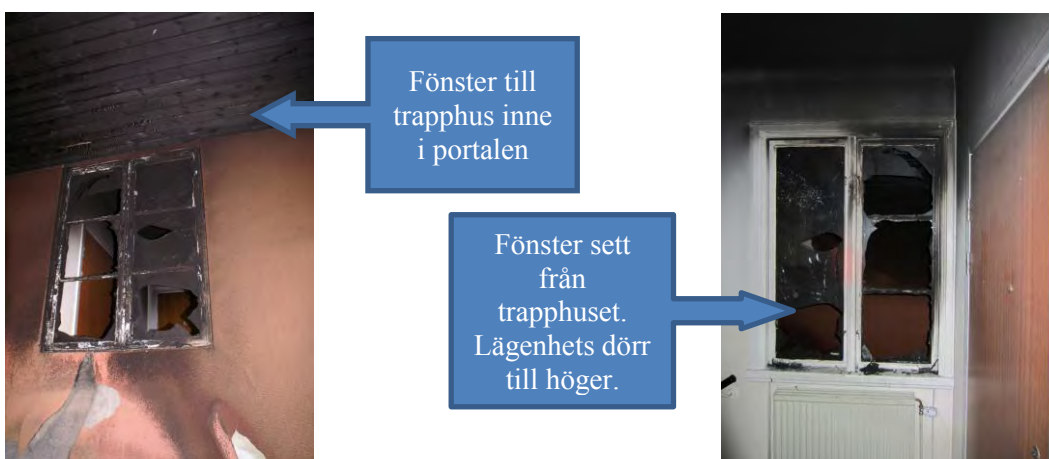 Fönster till
trapphus inne
i portalen
Fönster sett
från
trapphuset.
Lägenhets dörr
till höger.